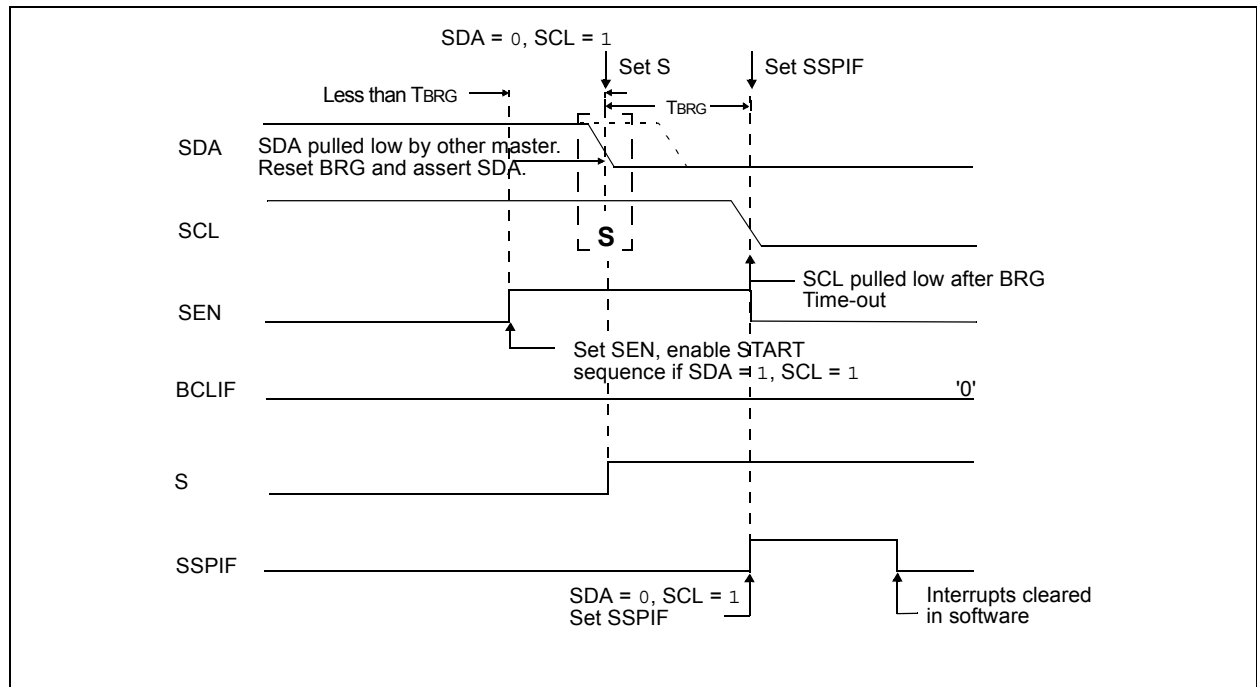 SDA = 0, SCL = 1
Set S
Set SSPIF
Less than TBRG
TBRG
SDA
SDA pulled low by other master.
Reset BRG and assert SDA.
SCL
S
SCL pulled low after BRG
Time-out
SEN
Set SEN, enable START
sequence if SDA = 1, SCL = 1
BCLIF
'0'
S
SSPIF
SDA = 0, SCL = 1
Set SSPIF
Interrupts cleared
in software